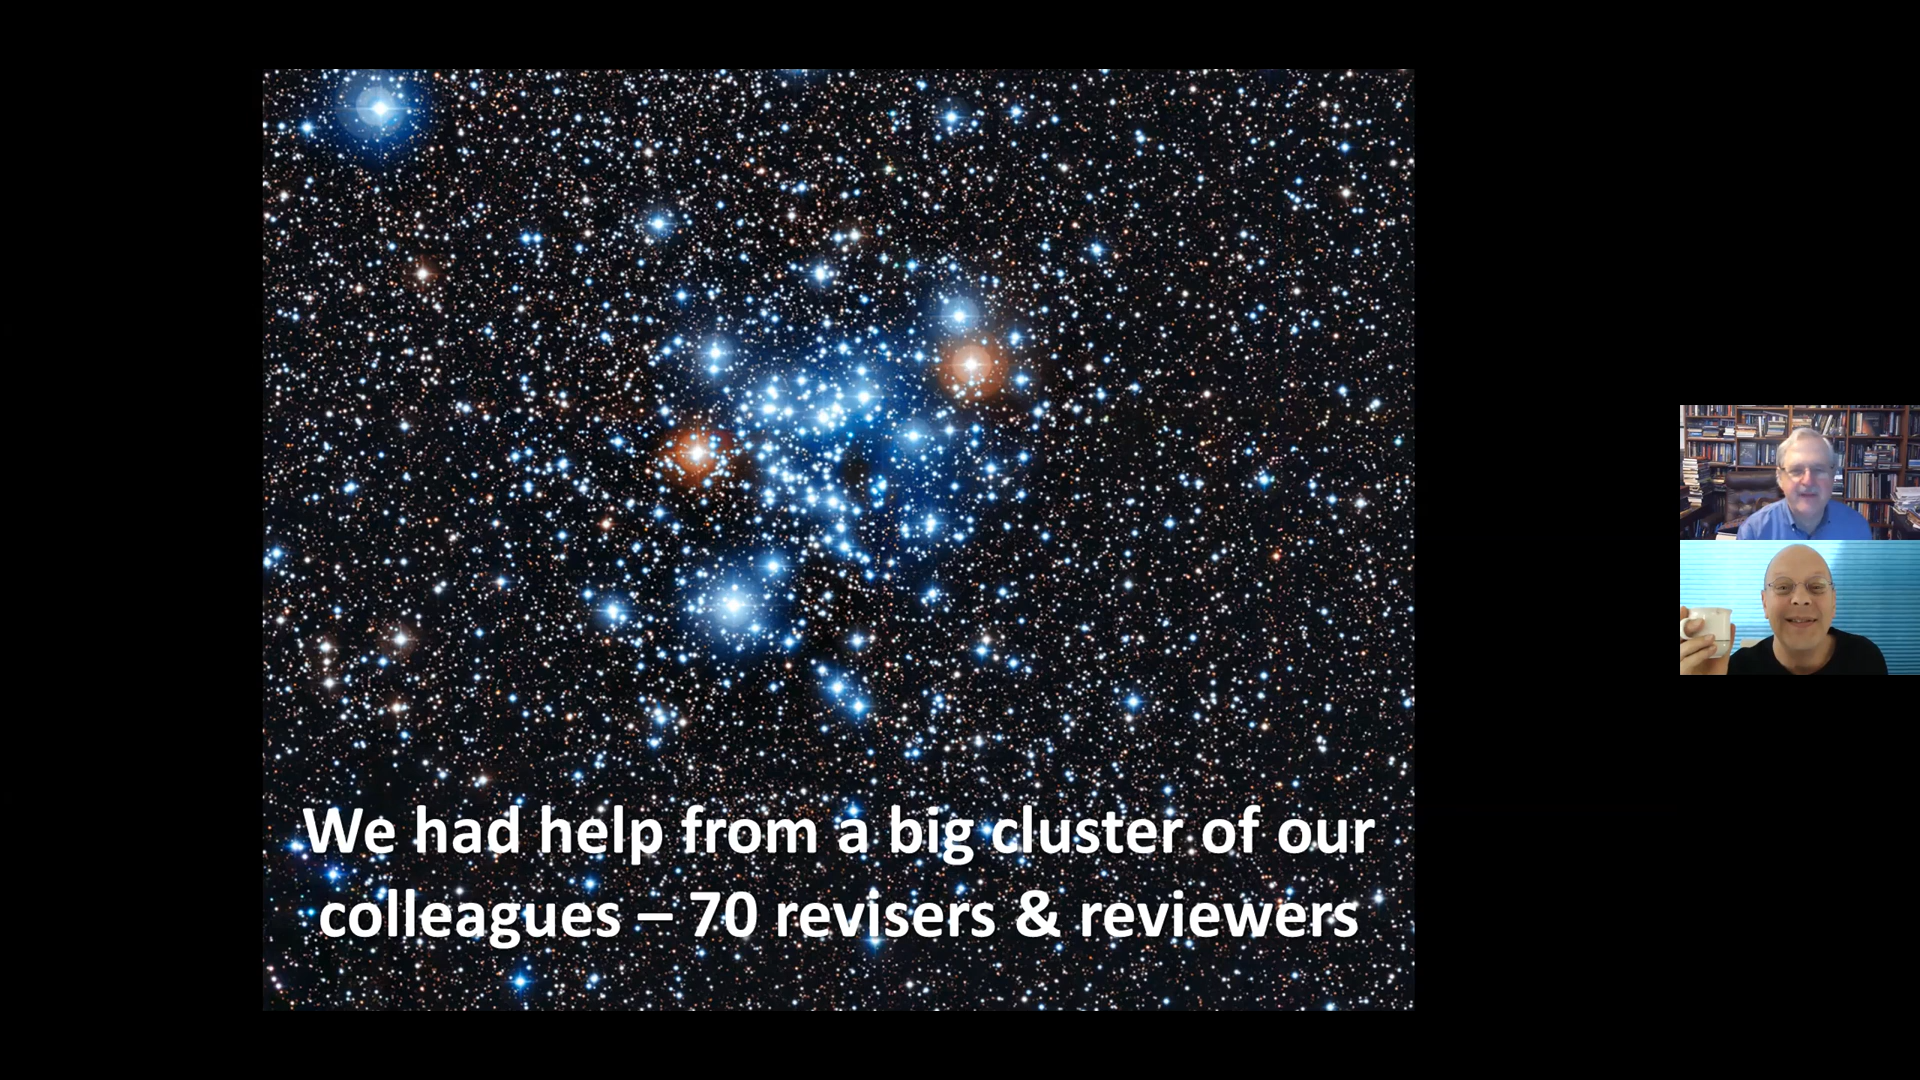 We had help from a big cluster of our
colleagues – 70 revisers & reviewers